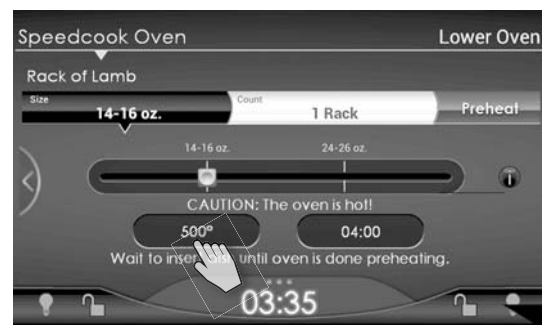 Speedcook Oven
Lower Oven
Rack of Lamb
Size
14-16 oz.
Count
1 Rack
Preheat
14-16 oz.
24-26 oz.
CAUTION: The oven is hot!
500°
04:00
Wait to insert until oven is done preheating.
03:35